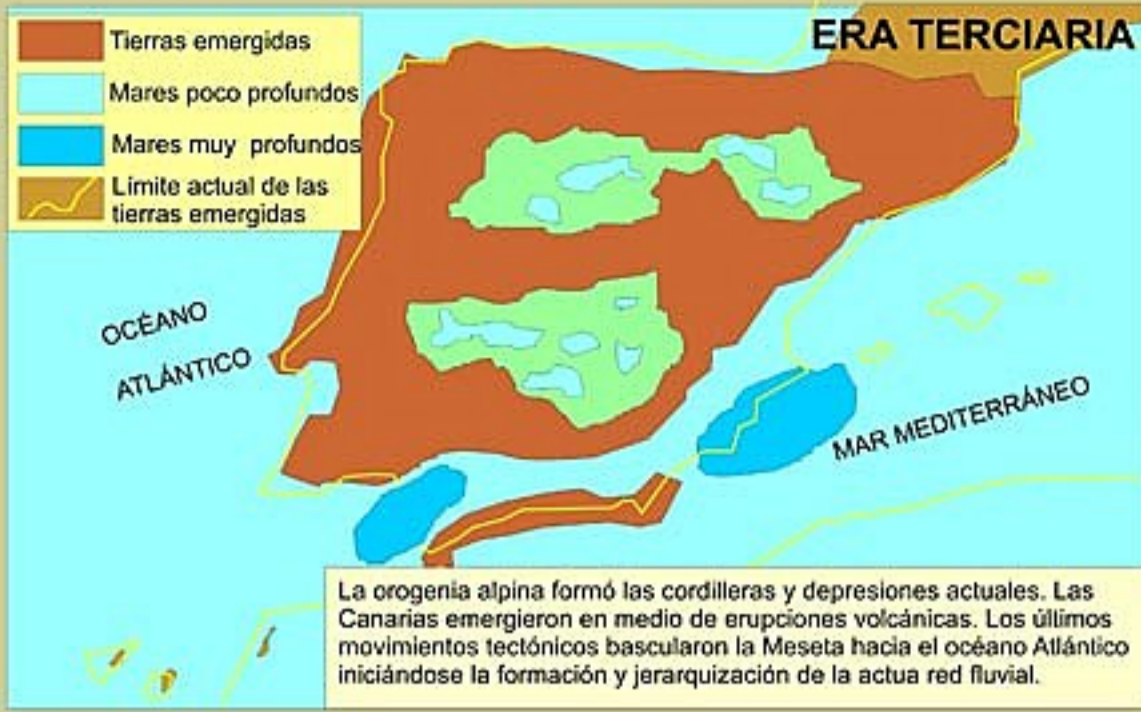 ERA TERCIARIA
Tierras emergidas
Mares poco profundos
Mares muy profundos
Límite actual de las
tierras emergidas
OCÉANO
ATLÁNTICO
MAR MEDITERRÁNEO
La orogenia alpina formó las cordilleras y depresiones actuales. Las
Canarias emergieron en medio de erupciones volcánicas. Los últimos
movimientos tectónicos bascularon la Meseta hacia el océano Atlántico
iniciándose la formación y jerarquización de la actua red fluvial.